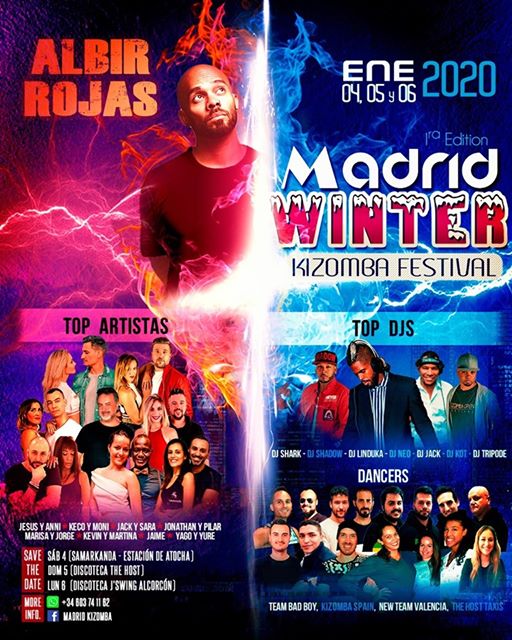 ALBIR
ROJAS
ENE
04, 05 y 06
2020
1ra Edition
Madrid
WINTER
KIZOMBA FESTIVAL
TOP ARTISTAS
TOP DJS
DJ SHARK - DJ SHADOW - DJ LINDUKA - DJ NEO - DJ JACK - DJ KOT - DJ TRIPODE
DANCERS
JESUS Y ANNI ★ KECO Y MONI ★ JACK Y SARA ★ JONATHAN Y PILAR
MARISA Y JORGE ★ KEVIN Y MARTINA ★ JAIME ★ YAGO Y YURE
SAVE THE DATE
SÁB 4 (SAMARKANDA - ESTACIÓN DE ATOCHA)
DOM 5 (DISCOTECA THE HOST)
LUN 6 (DISCOTECA J'SWING ALCORCÓN)
MORE INFO.
+34 603 74 11 62
MADRID KIZOMBA
TEAM BAD BOY, KIZOMBA SPAIN, NEW TEAM VALENCIA, THE HOST TAXIS